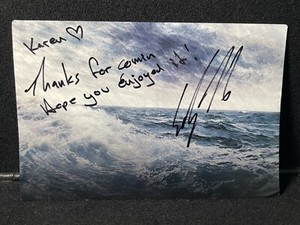 Karen ♡
Thanks for comin
Hope you enjoyed it!